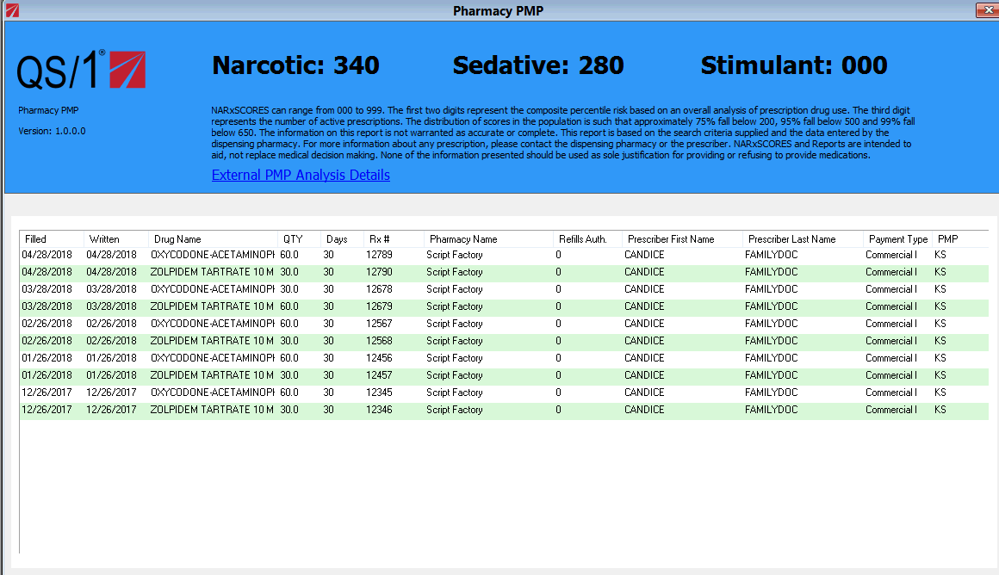 Pharmacy PMP
QS/1®
Narcotic: 340 Sedative: 280 Stimulant: 000
Pharmacy PMP
Version: 1.0.0.0
NARxSCORES can range from 000 to 999. The first two digits represent the composite percentile risk based on an overall analysis of prescription drug use. The third digit
represents the number of active prescriptions. The distribution of scores in the population is such that approximately 75% fall below 200, 95% fall below 500 and 99% fall
below 650. The information on this report is not warranted as accurate or complete. This report is based on the search criteria supplied and the data entered by the
dispensing pharmacy. For more information about any prescription, please contact the dispensing pharmacy or the prescriber. NARxSCORES and Reports are intended to
aid, not replace medical decision making. None of the information presented should be used as sole justification for providing or refusing to provide medications.
External PMP Analysis Details
Filled Written Drug Name QTY Days Rx # Pharmacy Name Refills Auth. Prescriber First Name Prescriber Last Name Payment Type PMP
04/28/2018 04/28/2018 OXYCODONE-ACETAMINOPH 60.0 30 12789 Script Factory 0 CANDICE FAMILYDOC Commercial I KS
04/28/2018 04/28/2018 ZOLPIDEM TARTRATE 10 M 30.0 30 12790 Script Factory 0 CANDICE FAMILYDOC Commercial I KS
03/28/2018 03/28/2018 OXYCODONE-ACETAMINOPH 30.0 30 12678 Script Factory 0 CANDICE FAMILYDOC Commercial I KS
03/28/2018 03/28/2018 ZOLPIDEM TARTRATE 10 M 60.0 30 12679 Script Factory 0 CANDICE FAMILYDOC Commercial I KS
02/26/2018 02/26/2018 OXYCODONE-ACETAMINOPH 60.0 30 12567 Script Factory 0 CANDICE FAMILYDOC Commercial I KS
02/26/2018 02/26/2018 ZOLPIDEM TARTRATE 10 M 30.0 30 12568 Script Factory 0 CANDICE FAMILYDOC Commercial I KS
01/26/2018 01/26/2018 OXYCODONE-ACETAMINOPH 60.0 30 12456 Script Factory 0 CANDICE FAMILYDOC Commercial I KS
01/26/2018 01/26/2018 ZOLPIDEM TARTRATE 10 M 30.0 30 12457 Script Factory 0 CANDICE FAMILYDOC Commercial I KS
12/26/2017 12/26/2017 OXYCODONE-ACETAMINOPH 60.0 30 12345 Script Factory 0 CANDICE FAMILYDOC Commercial I KS
12/26/2017 12/26/2017 ZOLPIDEM TARTRATE 10 M 30.0 30 12346 Script Factory 0 CANDICE FAMILYDOC Commercial I KS